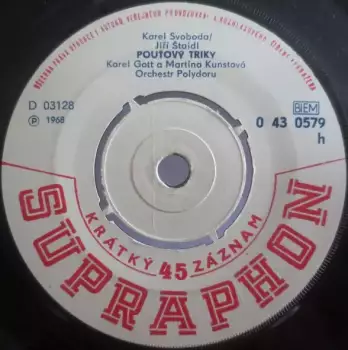 Karel Svoboda/
Jiří Štaidl
POUŤOVÝ TRIKY
Karel Gott a Martina Kunstová
Orchestr Polydoru
D 03128
℗ 1968
BIEM
0 43 0579
h
KRÁTKÝ 45 ZÁZNAM
SUPRAPHON